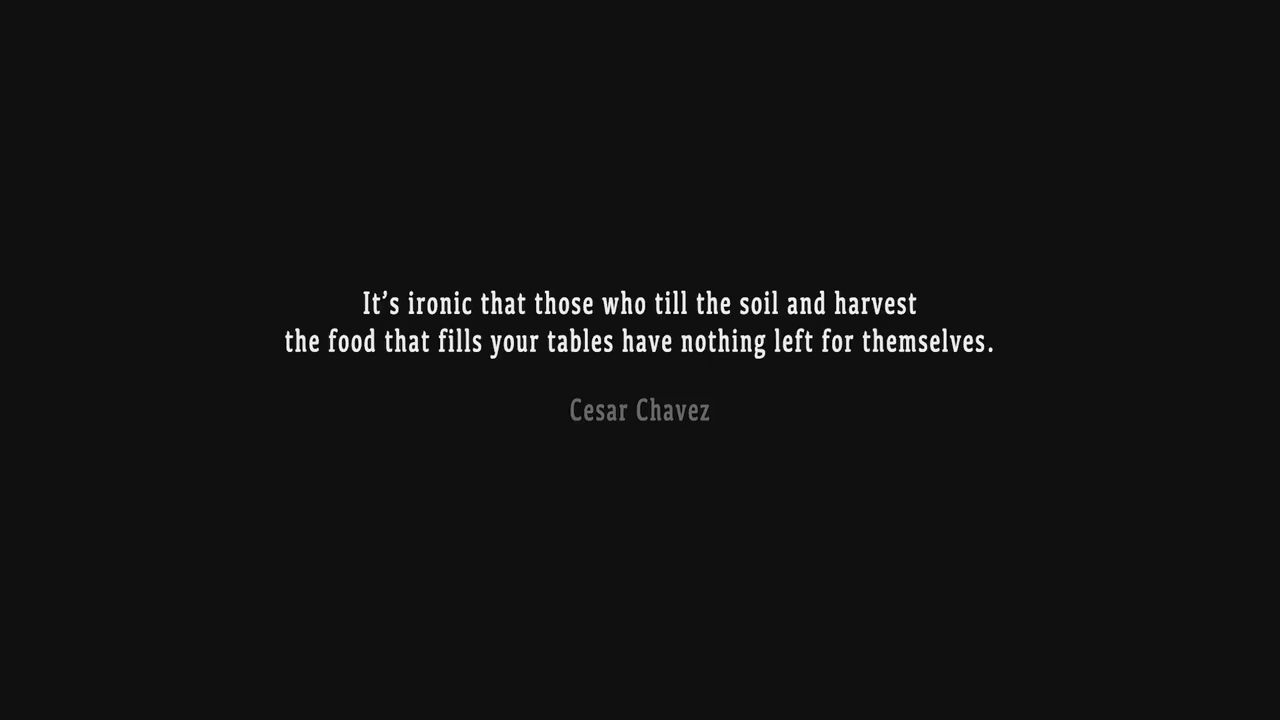 It’s ironic that those who till the soil and harvest
the food that fills your tables have nothing left for themselves.
Cesar Chavez